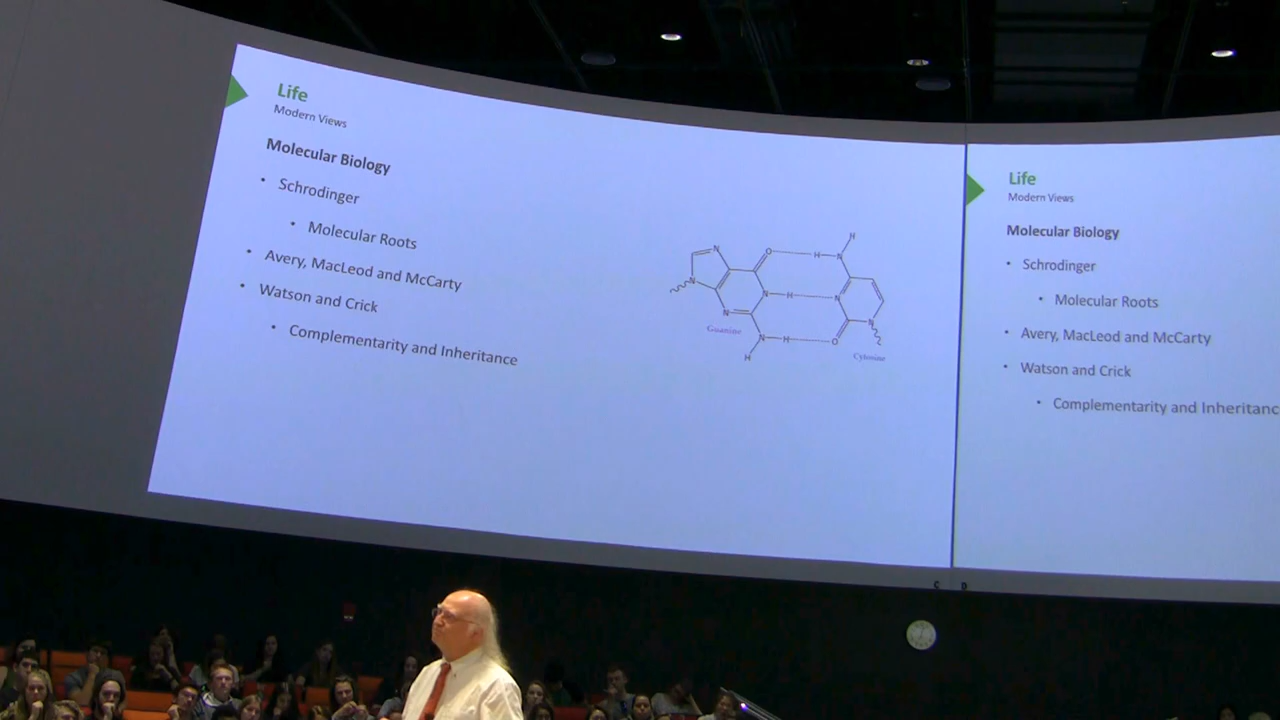 Life
Modern Views
Molecular Biology
• Schrodinger
• Molecular Roots
• Avery, MacLeod and McCarty
• Watson and Crick
• Complementarity and Inheritance
N
N
O
N
N
N
H
H
H
H
N
N
O
N
H
Guanine
Cytosine
Life
Modern Views
Molecular Biology
• Schrodinger
• Molecular Roots
• Avery, MacLeod and McCarty
• Watson and Crick
• Complementarity and Inheritanc
C D